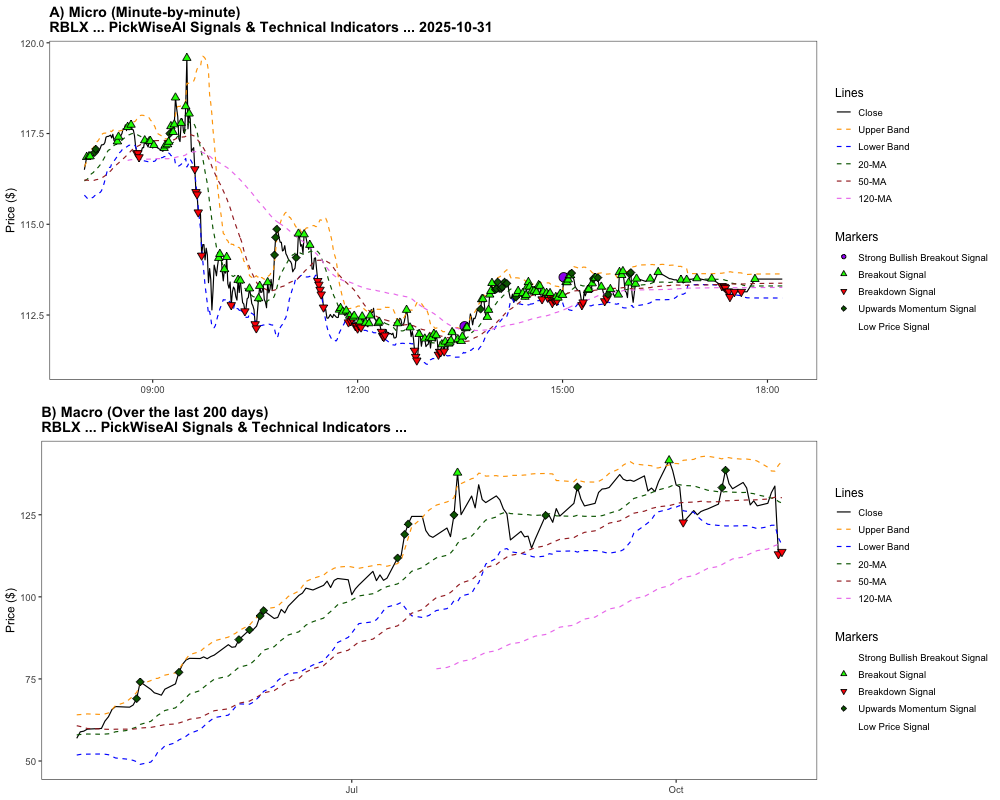 A) Micro (Minute-by-minute)
RBLX ... PickWiseAI Signals & Technical Indicators ... 2025-10-31
120.0
117.5
115.0
112.5
Price ($)
09:00
12:00
15:00
18:00
Lines
Close
Upper Band
Lower Band
20-MA
50-MA
120-MA
Markers
Strong Bullish Breakout Signal
Breakout Signal
Breakdown Signal
Upwards Momentum Signal
Low Price Signal
B) Macro (Over the last 200 days)
RBLX ... PickWiseAI Signals & Technical Indicators ...
125
100
75
50
Price ($)
Jul
Oct
Lines
Close
Upper Band
Lower Band
20-MA
50-MA
120-MA
Markers
Strong Bullish Breakout Signal
Breakout Signal
Breakdown Signal
Upwards Momentum Signal
Low Price Signal